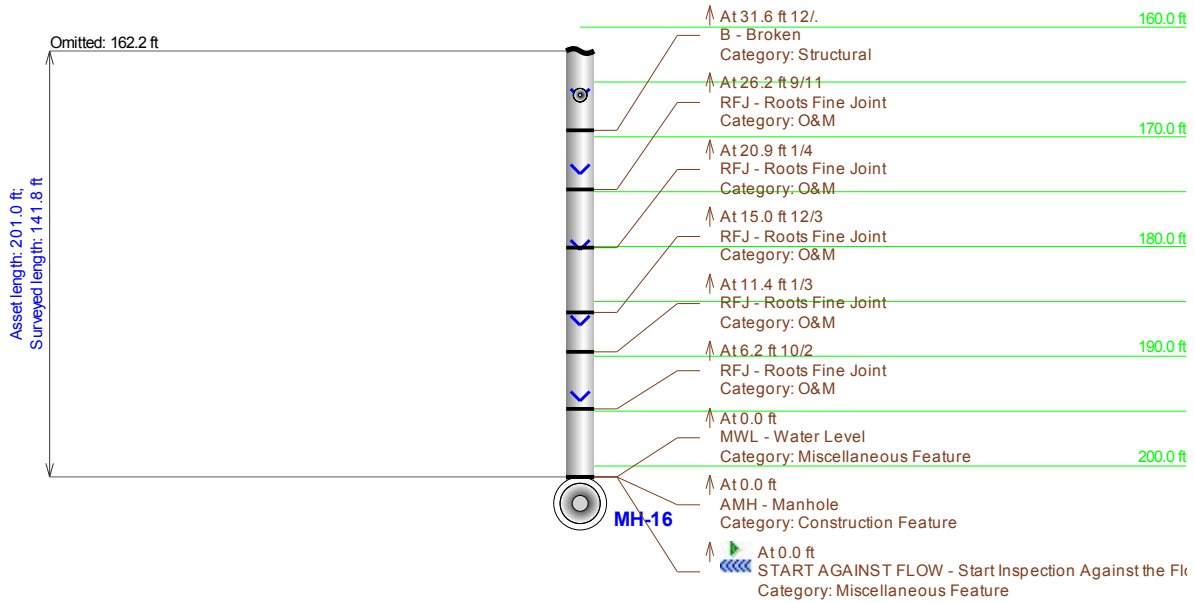 Omitted: 162.2 ft
Asset length: 201.0 ft;
Surveyed length: 141.8 ft
At 31.6 ft 12/.
B - Broken
Category: Structural
At 26.2 ft 9/11
RFJ - Roots Fine Joint
Category: O&M
At 20.9 ft 1/4
RFJ - Roots Fine Joint
Category: O&M
At 15.0 ft 12/3
RFJ - Roots Fine Joint
Category: O&M
At 11.4 ft 1/3
RFJ - Roots Fine Joint
Category: O&M
At 6.2 ft 10/2
RFJ - Roots Fine Joint
Category: O&M
At 0.0 ft
MWL - Water Level
Category: Miscellaneous Feature
At 0.0 ft
AMH - Manhole
Category: Construction Feature
At 0.0 ft
START AGAINST FLOW - Start Inspection Against the Flo
Category: Miscellaneous Feature
MH-16
160.0 ft
170.0 ft
180.0 ft
190.0 ft
200.0 ft